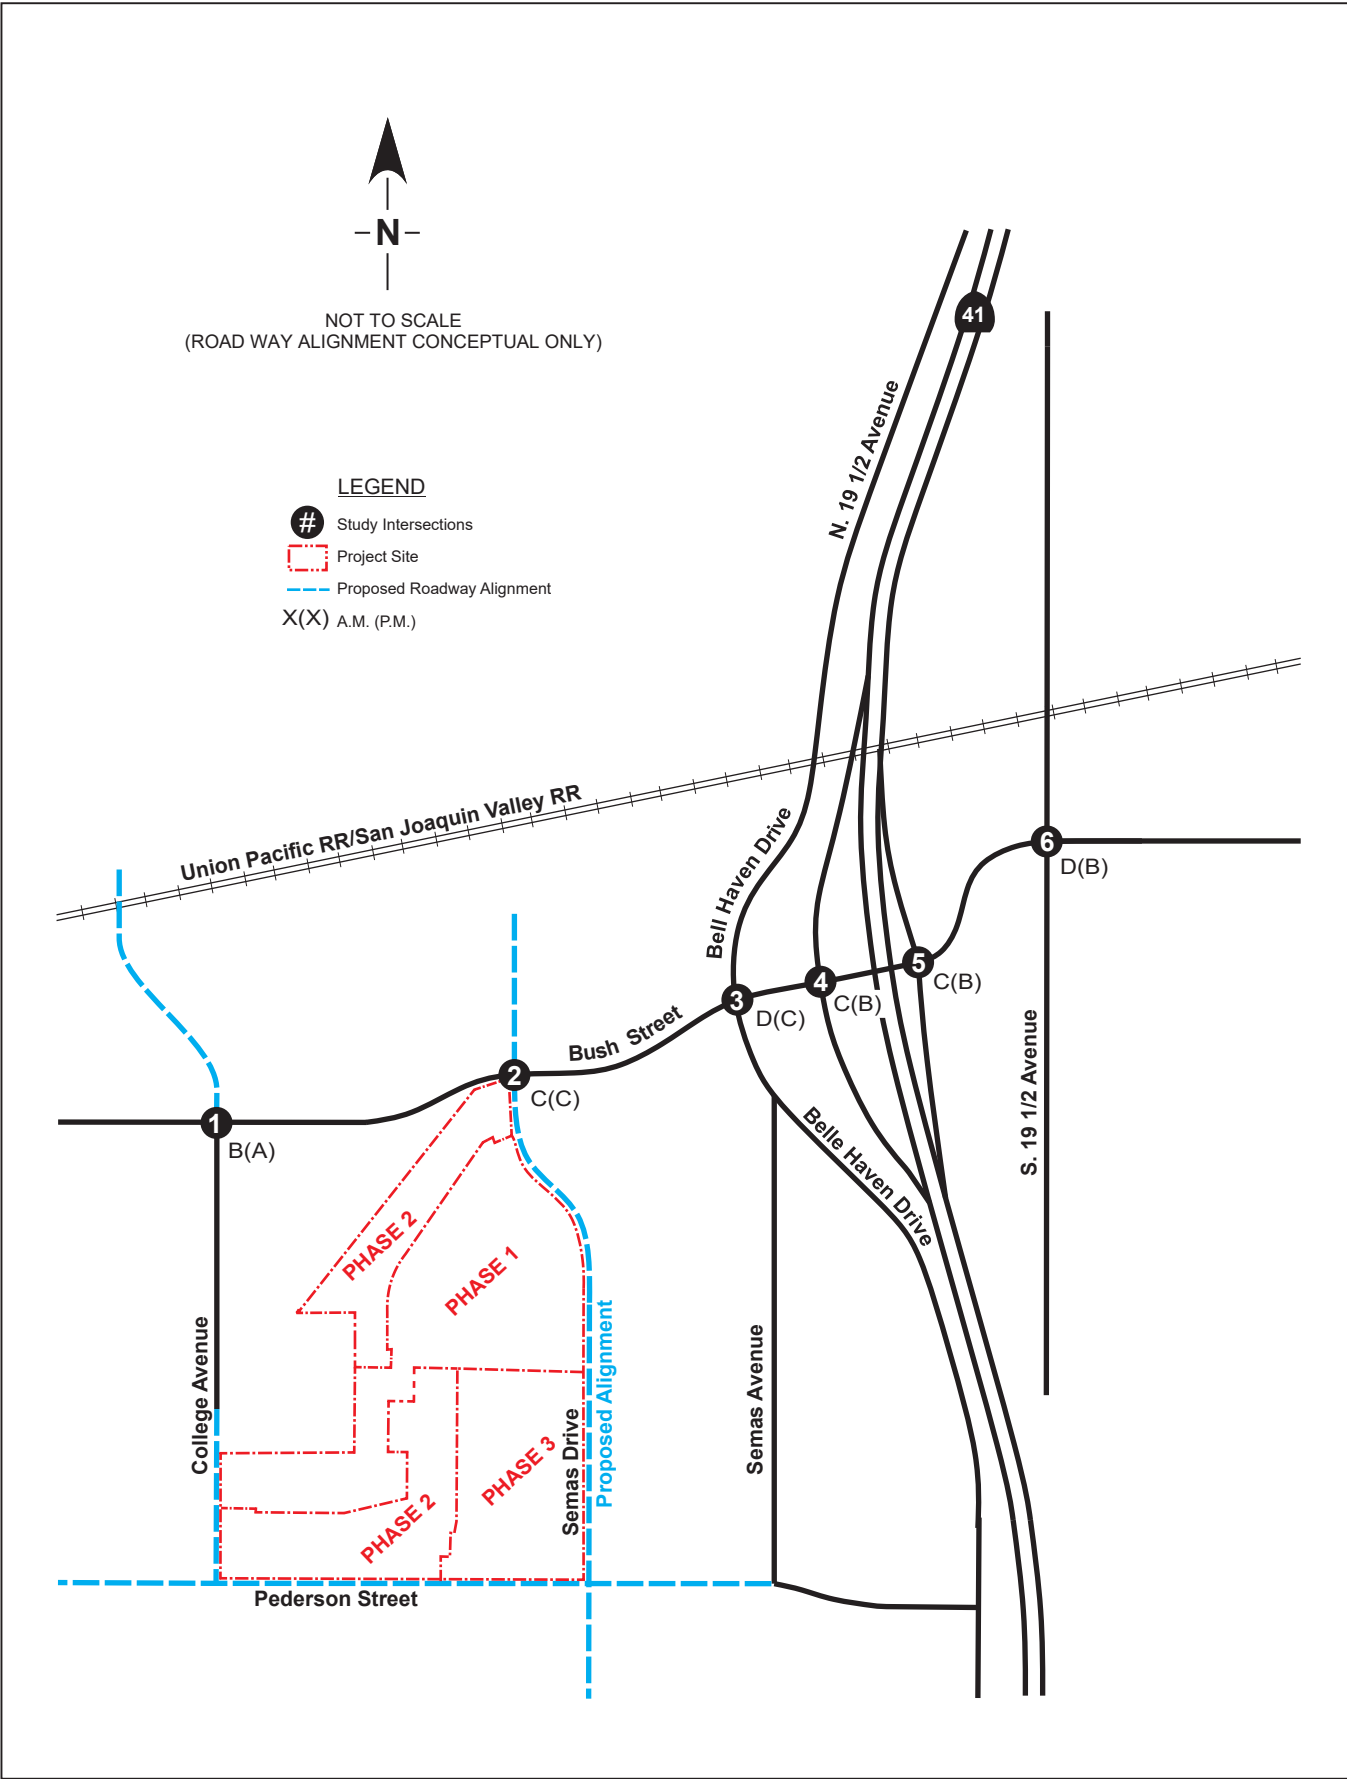 N
NOT TO SCALE
(ROAD WAY ALIGNMENT CONCEPTUAL ONLY)
41
N. 19 1/2 Avenue
LEGEND
# Study Intersections
Project Site
Proposed Roadway Alignment
X(X) A.M. (P.M.)
Union Pacific RR/San Joaquin Valley RR
Bell Haven Drive
6
D(B)
5
C(B)
4
C(B)
3
D(C)
Bush Street
2
C(C)
1
B(A)
S. 19 1/2 Avenue
Belle Haven Drive
PHASE 2
PHASE 1
College Avenue
Proposed Alignment
Semas Drive
Semas Avenue
PHASE 3
PHASE 2
Pederson Street